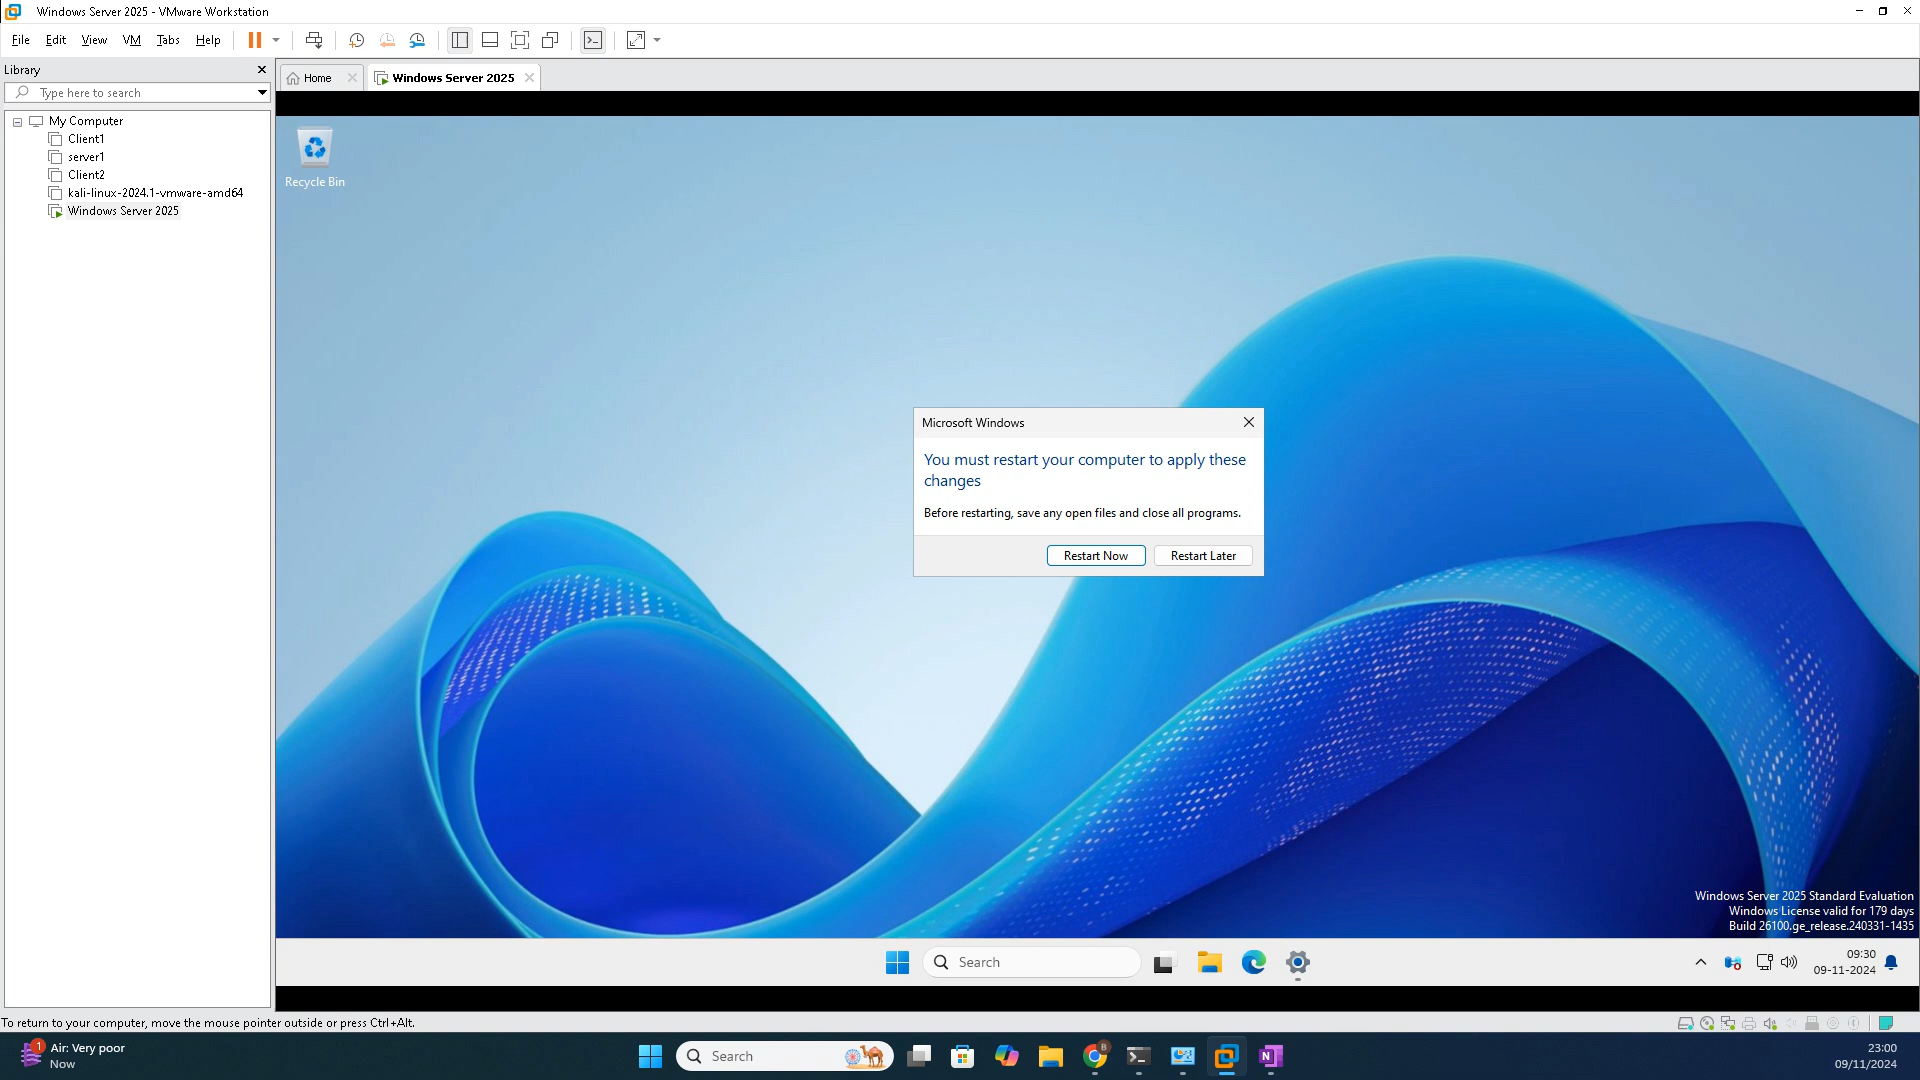 Windows Server 2025 - VMware Workstation
File Edit View VM Tabs Help
Library
Type here to search
My Computer
Client1
server1
Client2
kali-linux-2024.1-vmware-amd64
Windows Server 2025
Home
Windows Server 2025
Recycle Bin
Microsoft Windows
You must restart your computer to apply these
changes
Before restarting, save any open files and close all programs.
Restart Now
Restart Later
Windows Server 2025 Standard Evaluation
Windows License valid for 179 days
Build 26100.ge_release.240331-1435
Search
09:30
09-11-2024
To return to your computer, move the mouse pointer outside or press Ctrl+Alt.
1
Air: Very poor
Now
Search
B
N
23:00
09/11/2024